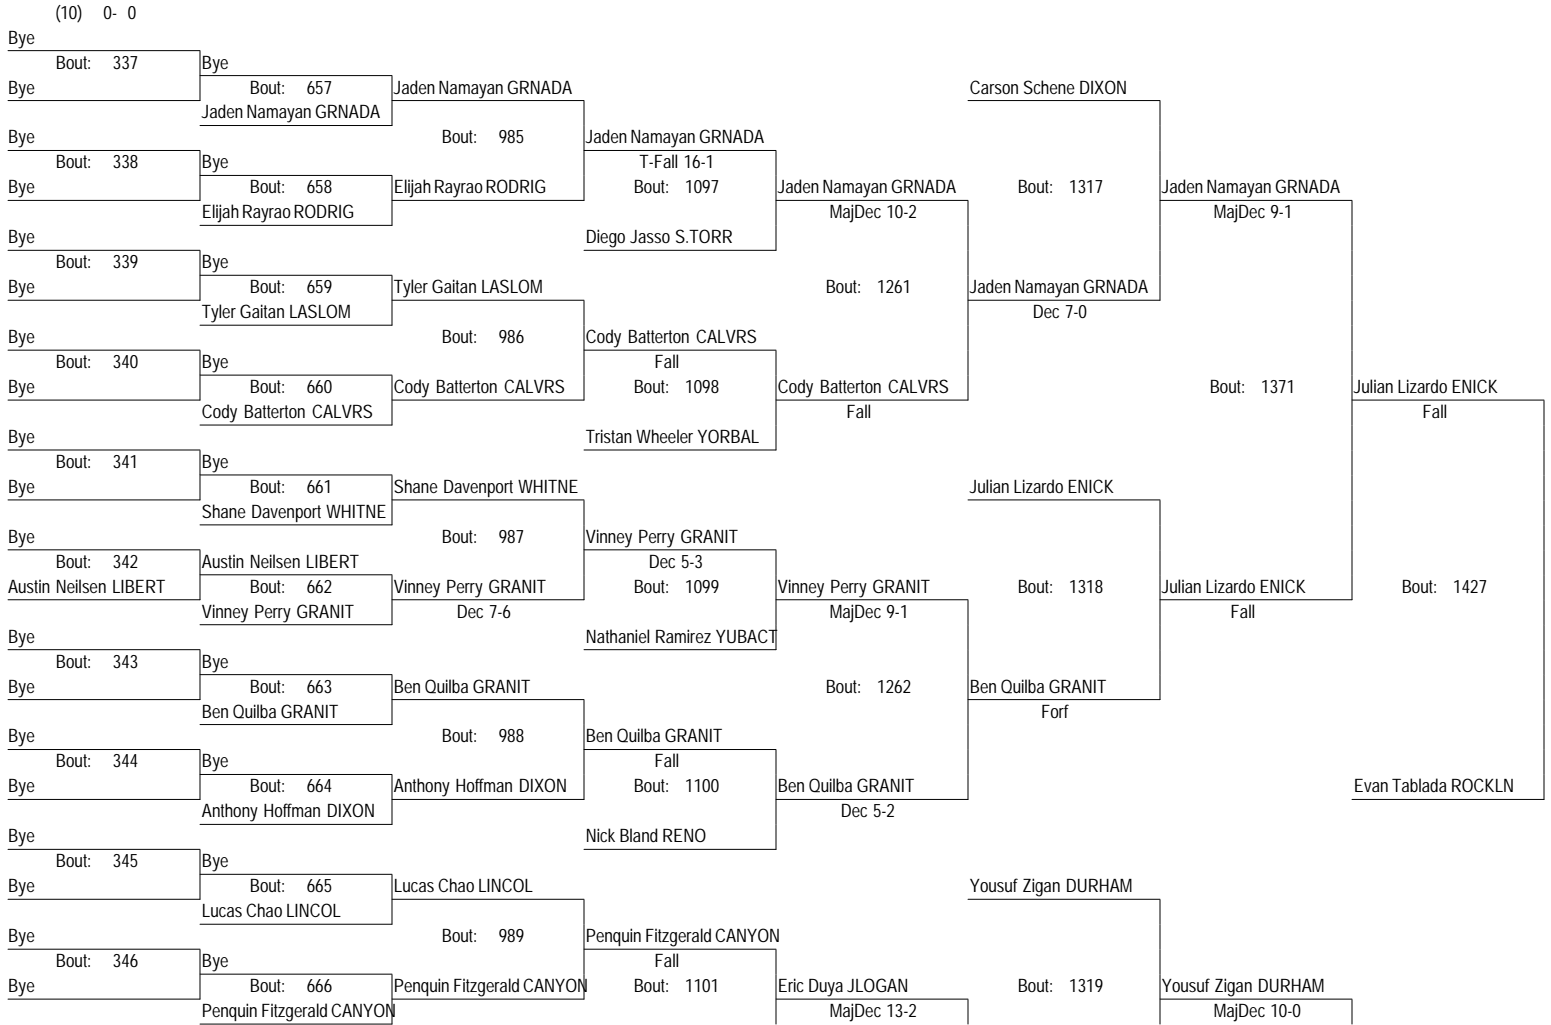 (10) 0- 0
Bye
Bout: 337 Bye
Bye Bout: 657 Jaden Namayan GRNADA Carson Schene DIXON
Jaden Namayan GRNADA
Bye Bout: 985 Jaden Namayan GRNADA
Bout: 338 Bye T-Fall 16-1
Bye Bout: 658 Elijah Rayrao RODRIG Bout: 1097 Jaden Namayan GRNADA Bout: 1317 Jaden Namayan GRNADA
Elijah Rayrao RODRIG MajDec 10-2 MajDec 9-1
Bye Diego Jasso S.TORR
Bout: 339 Bye
Bye Bout: 659 Tyler Gaitan LASLOM Bout: 1261 Jaden Namayan GRNADA
Tyler Gaitan LASLOM Dec 7-0
Bye Bout: 986 Cody Batterton CALVRS
Bout: 340 Bye Fall
Bye Bout: 660 Cody Batterton CALVRS Bout: 1098 Cody Batterton CALVRS Bout: 1371 Julian Lizardo ENICK
Cody Batterton CALVRS Fall Fall
Bye Tristan Wheeler YORBAL
Bout: 341 Bye
Bye Bout: 661 Shane Davenport WHITNE Julian Lizardo ENICK
Shane Davenport WHITNE
Bye Bout: 987 Vinney Perry GRANIT
Bout: 342 Austin Neilsen LIBERT Dec 5-3
Austin Neilsen LIBERT Bout: 662 Vinney Perry GRANIT Bout: 1099 Vinney Perry GRANIT Bout: 1318 Julian Lizardo ENICK Bout: 1427
Vinney Perry GRANIT Dec 7-6 MajDec 9-1 Fall
Bye Nathaniel Ramirez YUBACT
Bout: 343 Bye
Bye Bout: 663 Ben Quilba GRANIT Bout: 1262 Ben Quilba GRANIT
Ben Quilba GRANIT Forf
Bye Bout: 988 Ben Quilba GRANIT
Bout: 344 Bye Fall
Bye Bout: 664 Anthony Hoffman DIXON Bout: 1100 Ben Quilba GRANIT Evan Tablada ROCKLN
Anthony Hoffman DIXON Dec 5-2
Bye Nick Bland RENO
Bout: 345 Bye
Bye Bout: 665 Lucas Chao LINCOL Yousuf Zigan DURHAM
Lucas Chao LINCOL
Bye Bout: 989 Penquin Fitzgerald CANYON
Bout: 346 Bye Fall
Bye Bout: 666 Penquin Fitzgerald CANYON Bout: 1101 Eric Duya JLOGAN Bout: 1319 Yousuf Zigan DURHAM
Penquin Fitzgerald CANYON MajDec 13-2 MajDec 10-0